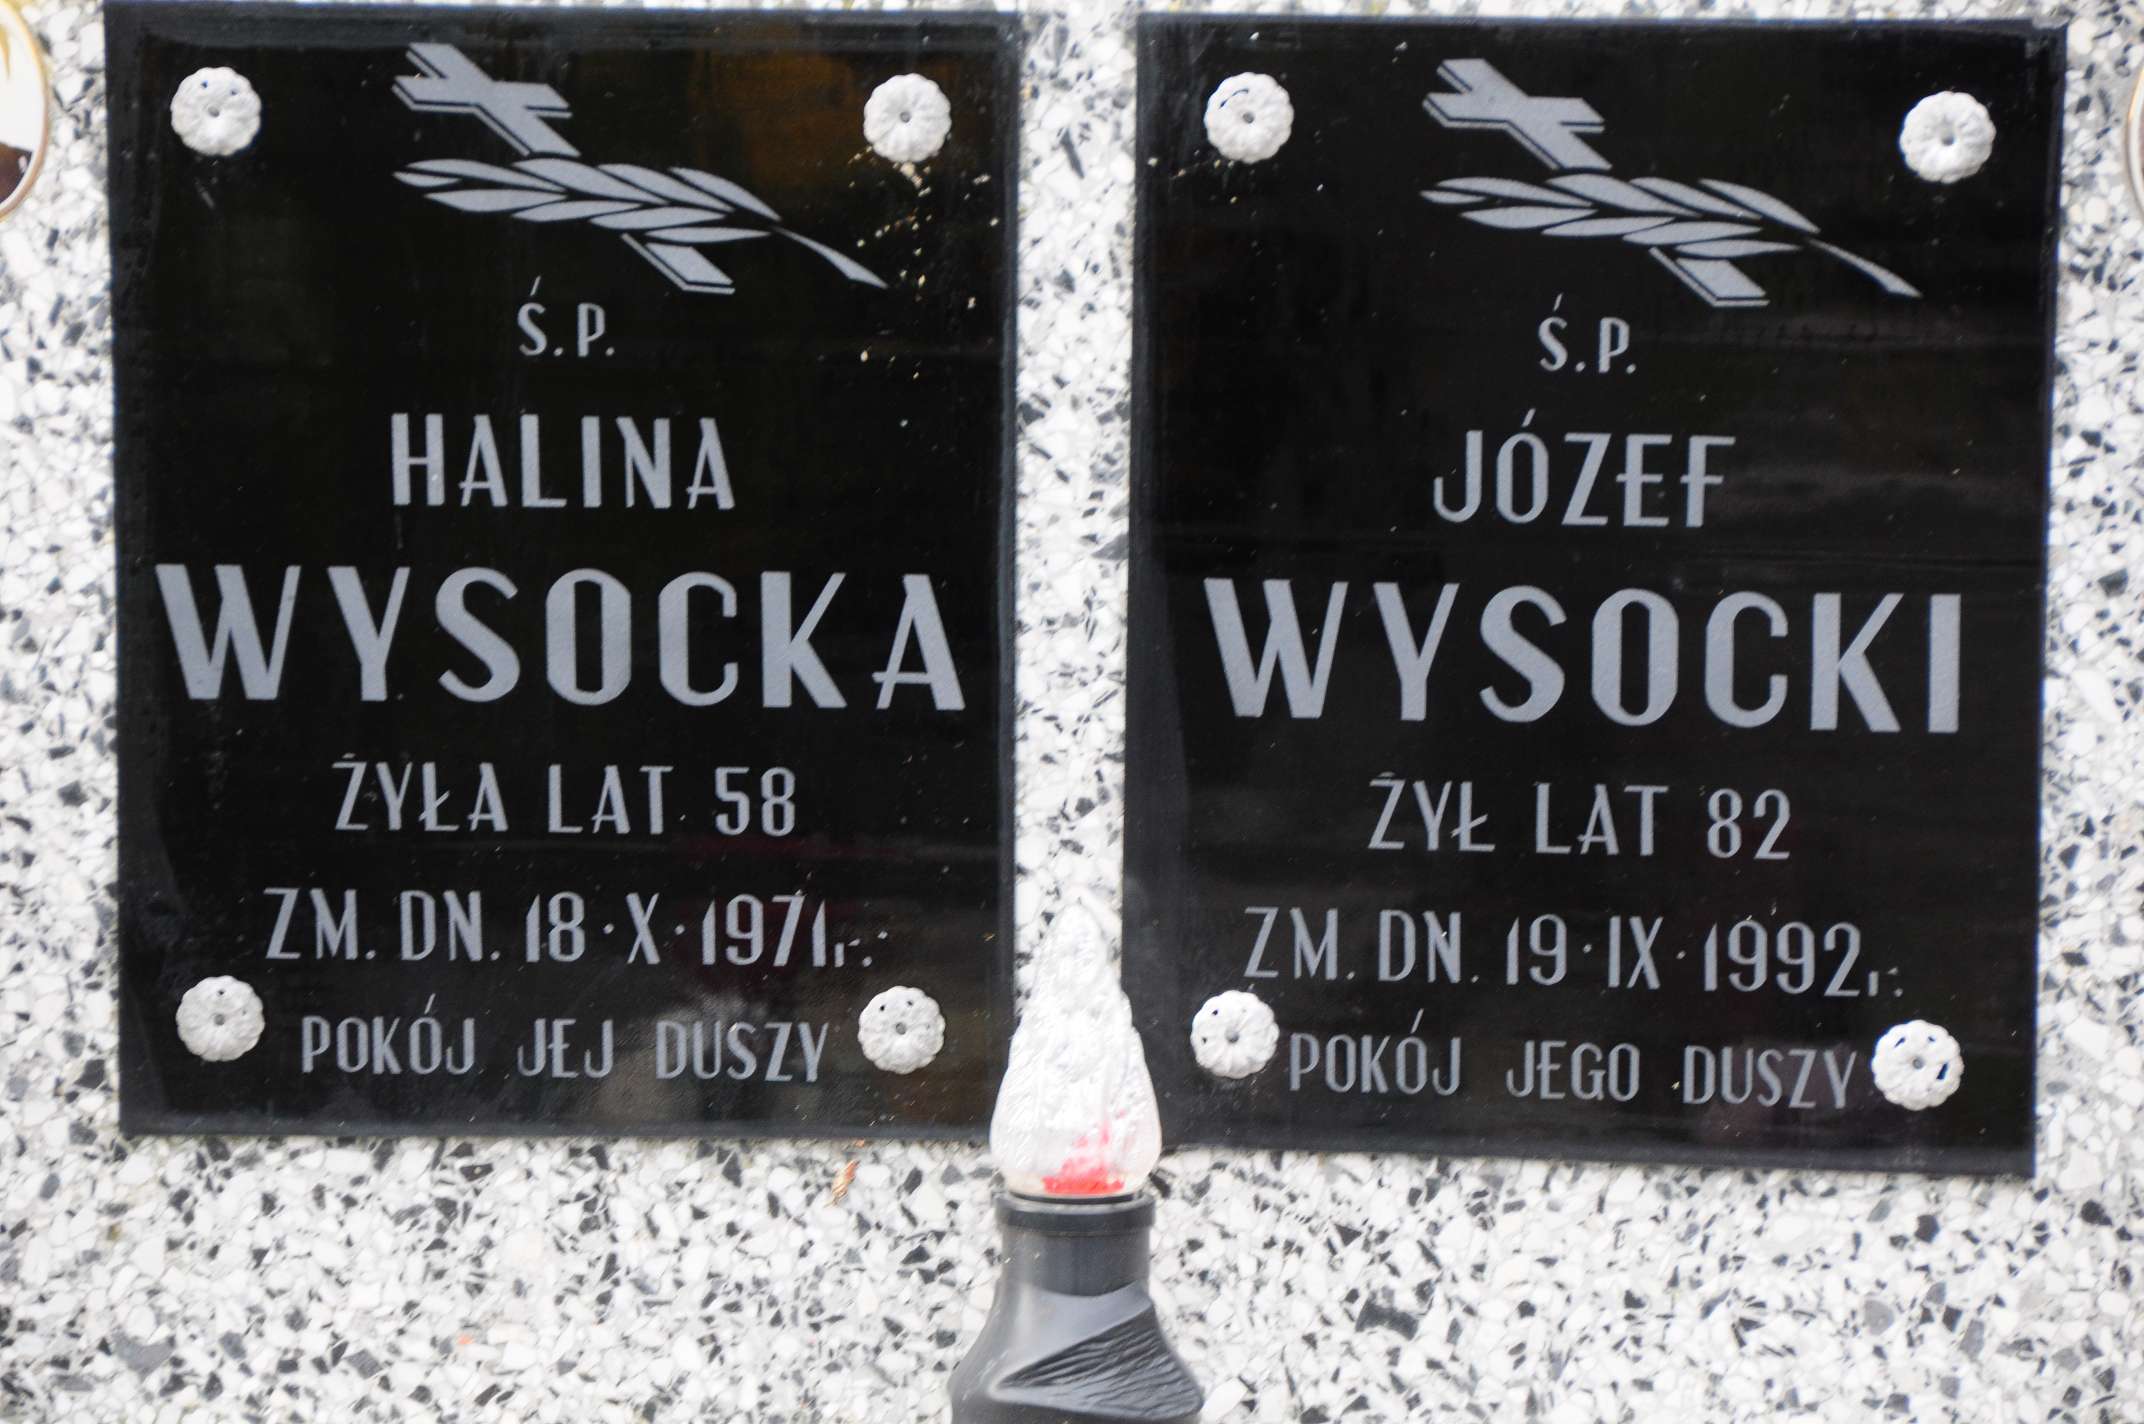 Ś.P.
HALINA
WYSOCKA
ŻYŁA LAT 58
ZM. DN. 18·X·1971r.
POKÓJ JEJ DUSZY
Ś.P.
JÓZEF
WYSOCKI
ŻYŁ LAT 82
ZM. DN. 19·IX·1992r.
POKÓJ JEGO DUSZY